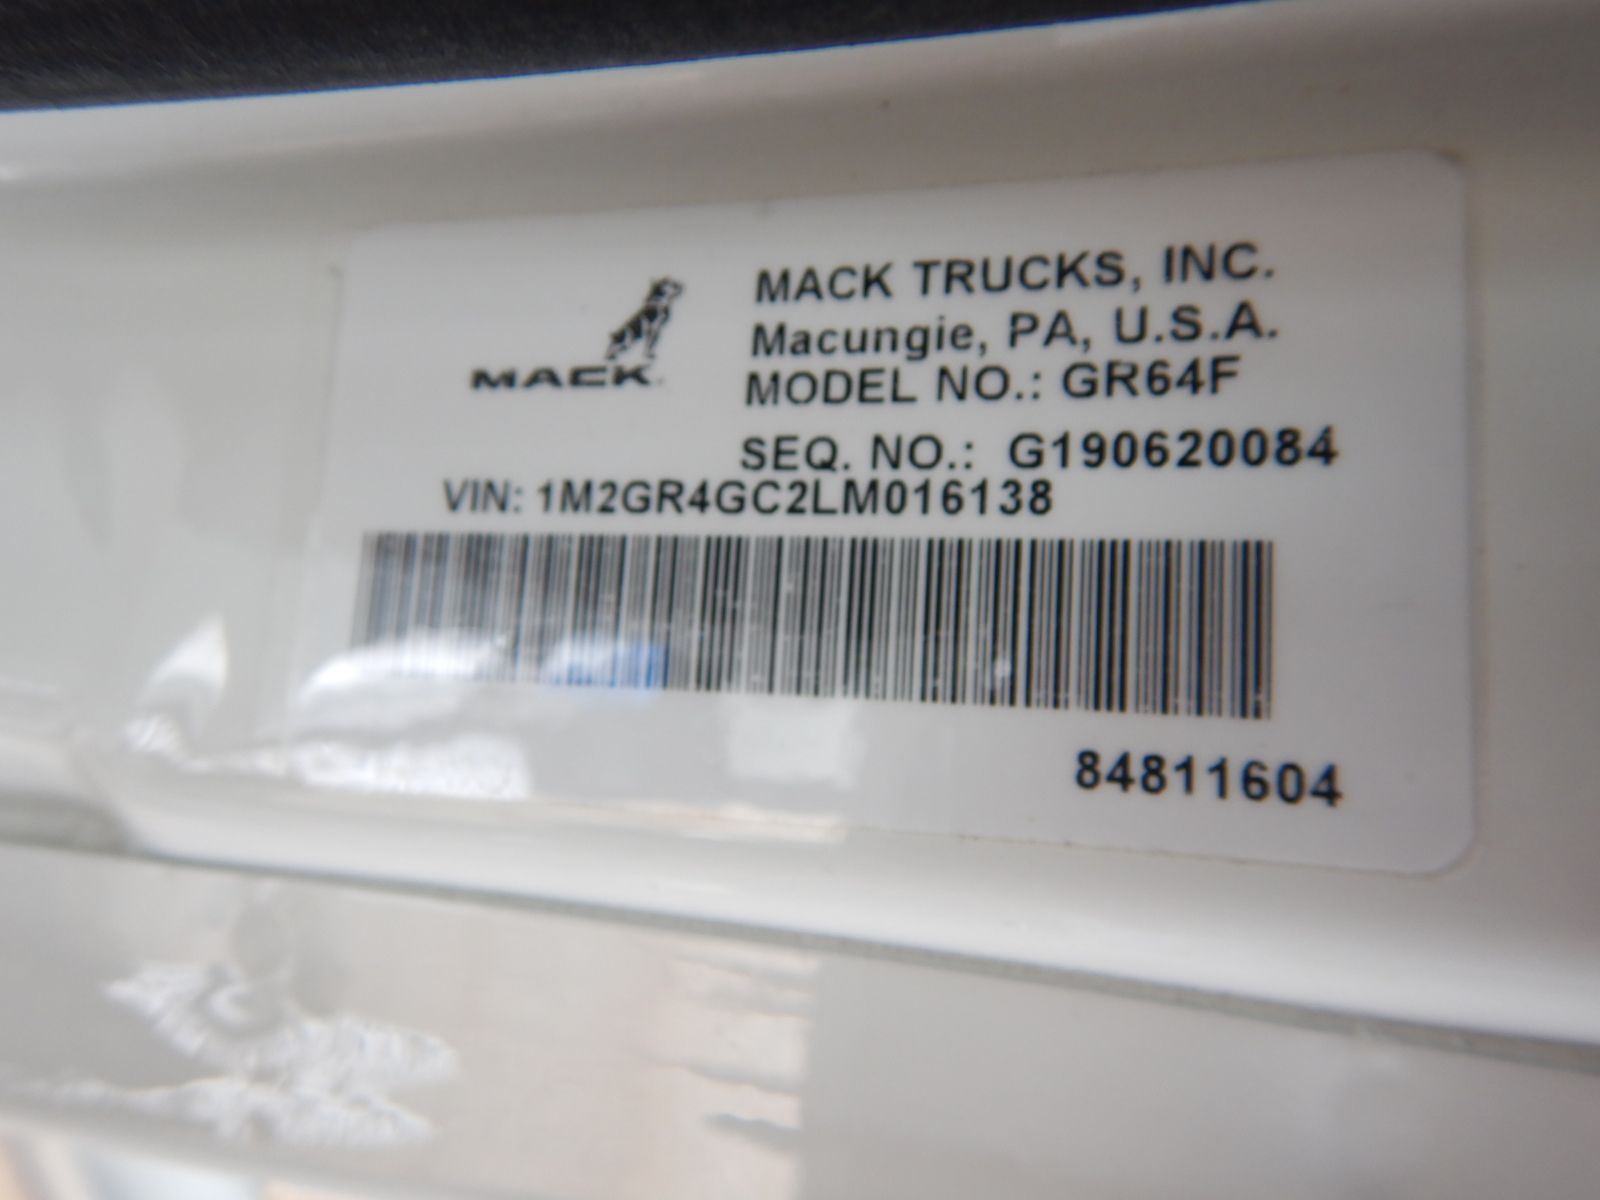 MACK TRUCKS, INC.
Macungie, PA, U.S.A.
MACK
MODEL NO.: GR64F
SEQ. NO.: G190620084
VIN: 1M2GR4GC2LM016138
84811604